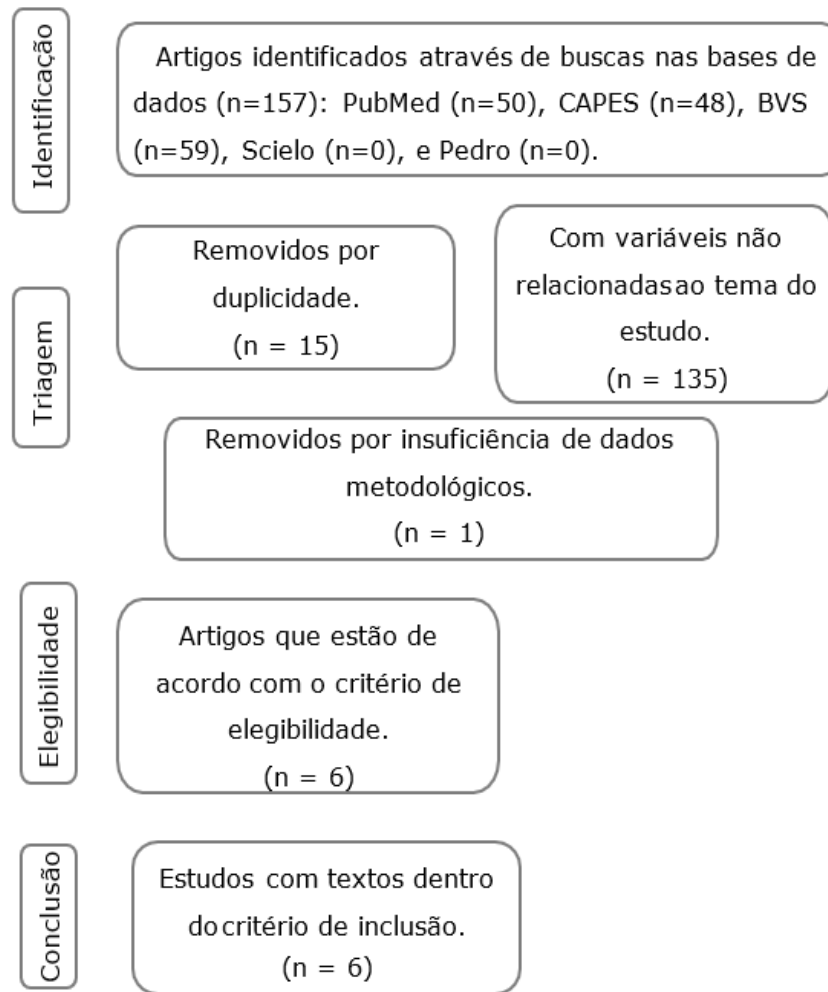 Identificação
Artigos identificados através de buscas nas bases de
dados (n=157): PubMed (n=50), CAPES (n=48), BVS
(n=59), Scielo (n=0), e Pedro (n=0).
Triagem
Removidos por
duplicidade.
(n = 15)
Com variáveis não
relacionadasao tema do
estudo.
(n = 135)
Removidos por insuficiência de dados
metodológicos.
(n = 1)
Elegibilidade
Artigos que estão de
acordo com o critério de
elegibilidade.
(n = 6)
Conclusão
Estudos com textos dentro
docritério de inclusão.
(n = 6)